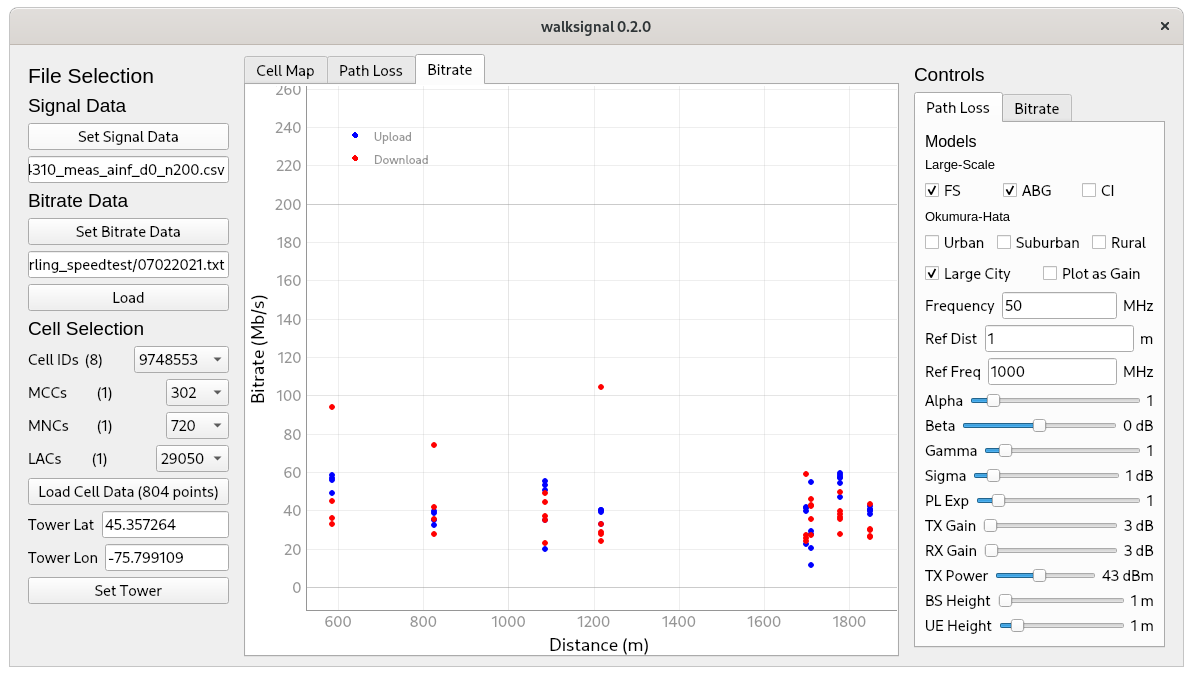 walksignal 0.2.0
×
File Selection
Signal Data
Set Signal Data
4310_meas_ainf_d0_n200.csv
Bitrate Data
Set Bitrate Data
rling_speedtest/07022021.txt
Load
Cell Selection
Cell IDs (8) 9748553
MCCs (1) 302
MNCs (1) 720
LACs (1) 29050
Load Cell Data (804 points)
Tower Lat 45.357264
Tower Lon -75.799109
Set Tower
Cell Map Path Loss Bitrate
260
240
220
200
180
160
140
120
100
80
60
40
20
0
Upload
Download
Bitrate (Mb/s)
600 800 1000 1200 1400 1600 1800
Distance (m)
Controls
Path Loss Bitrate
Models
Large-Scale
FS ABG CI
Okumura-Hata
Urban Suburban Rural
Large City Plot as Gain
Frequency 50 MHz
Ref Dist 1 m
Ref Freq 1000 MHz
Alpha 1
Beta 0 dB
Gamma 1
Sigma 1 dB
PL Exp 1
TX Gain 3 dB
RX Gain 3 dB
TX Power 43 dBm
BS Height 1 m
UE Height 1 m